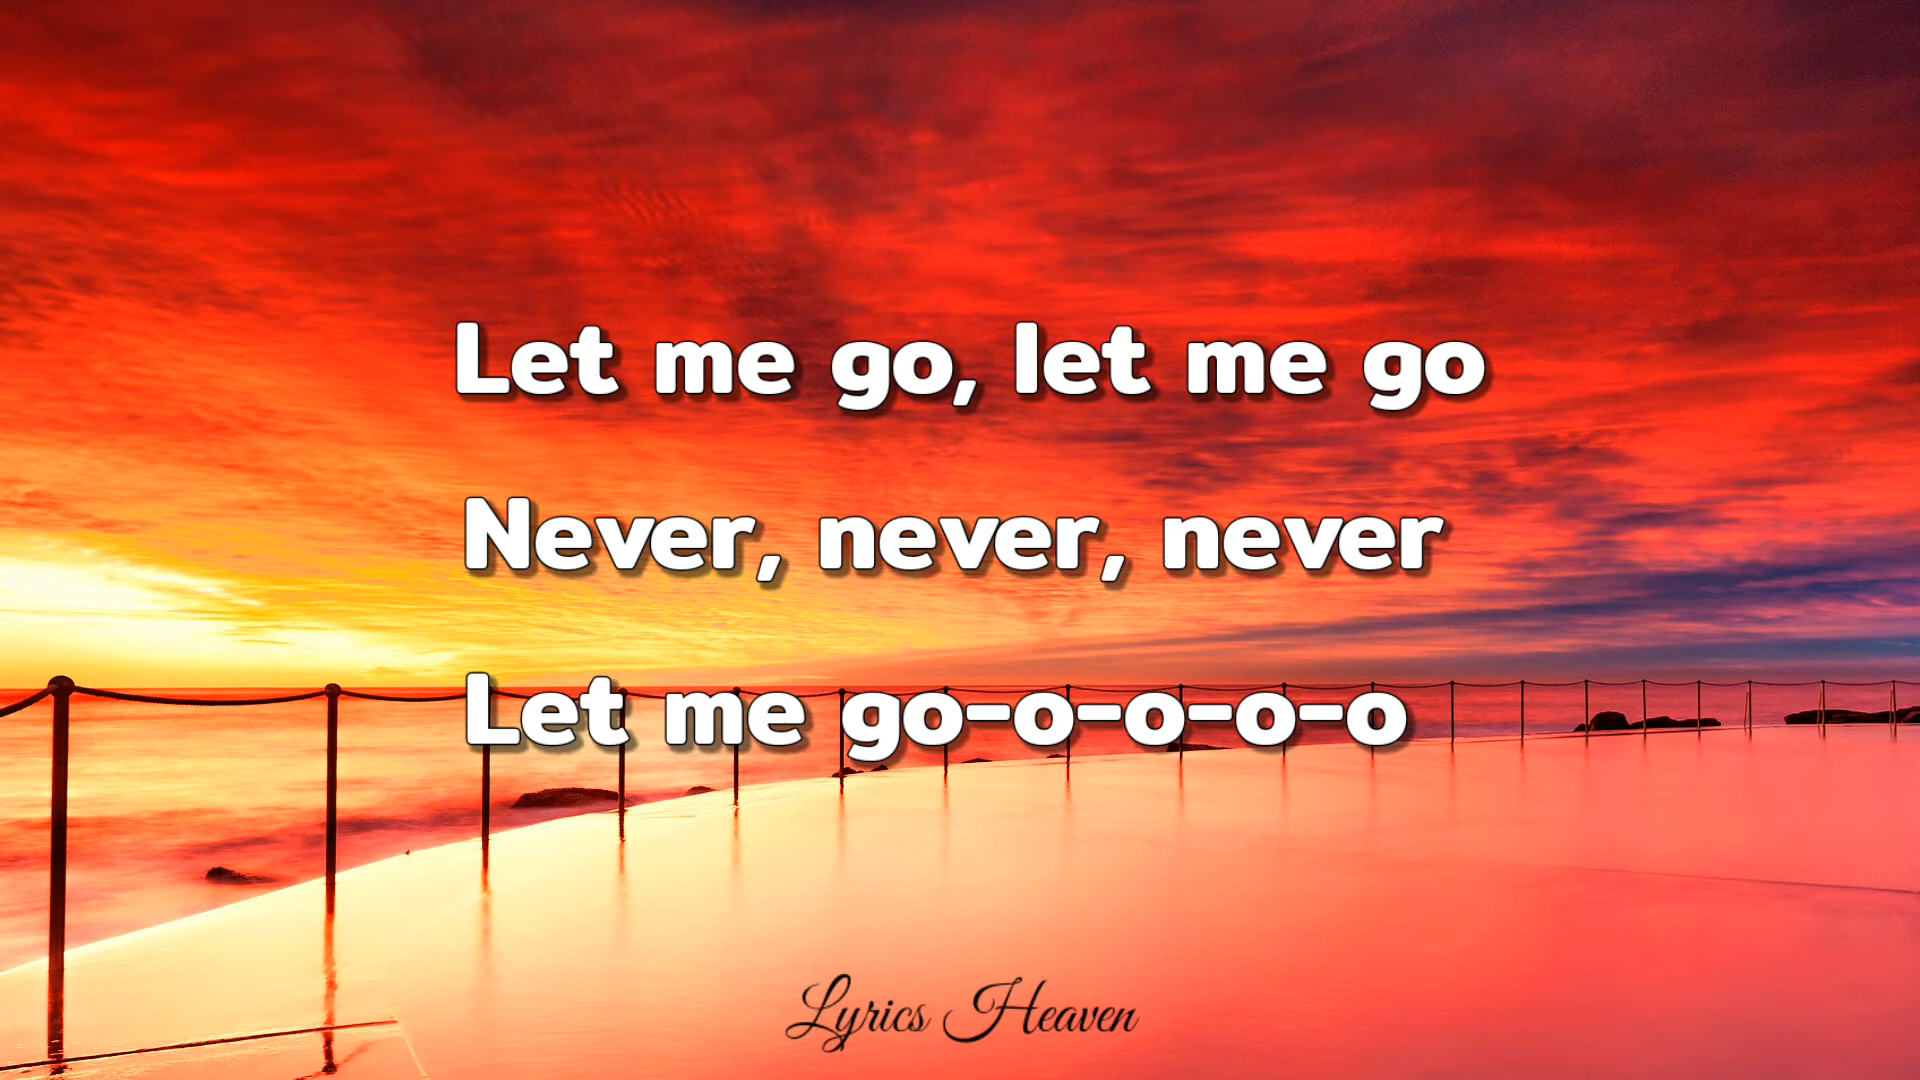 Let me go, let me go
Never, never, never
Let me go-o-o-o-o
Lyrics Heaven